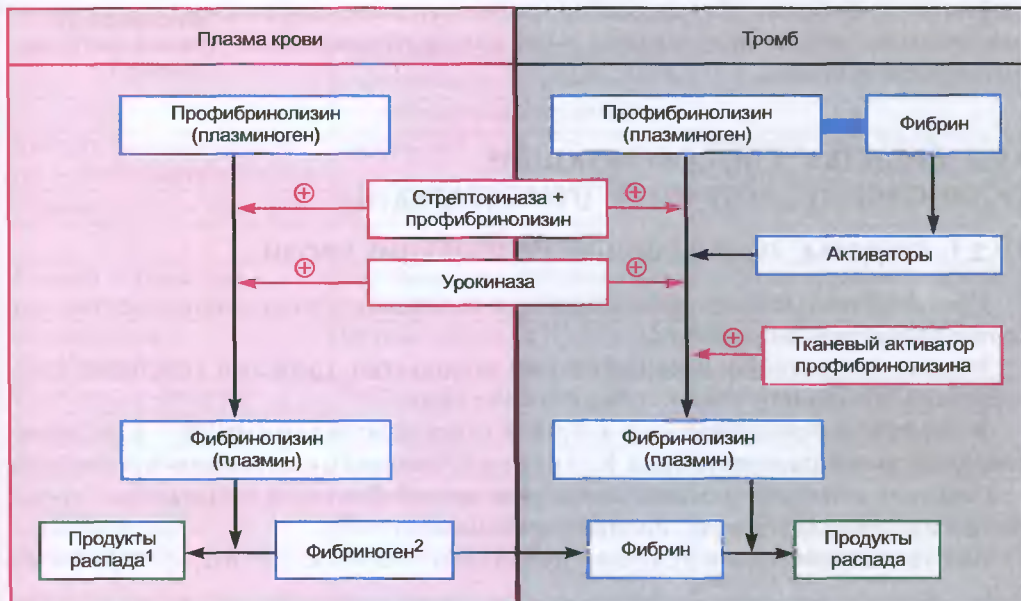 Плазма крови
Тромб
Профибринолизин
(плазминоген)
Профибринолизин
(плазминоген)
Фибрин
Стрептокиназа +
профибринолизин
Активаторы
Урокиназа
Тканевый активатор
профибринолизина
Фибринолизин
(плазмин)
Фибринолизин
(плазмин)
Продукты
распада¹
Фибриноген²
Фибрин
Продукты
распада